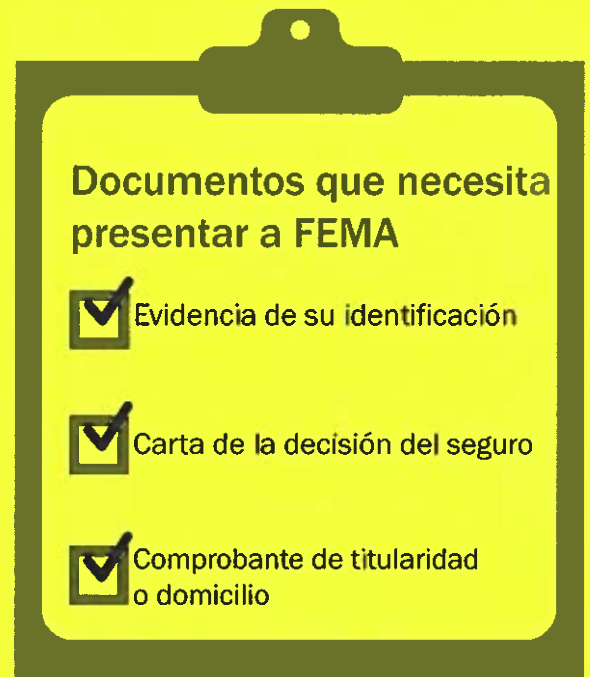 Documentos que necesita
presentar a FEMA
Evidencia de su identificación
Carta de la decisión del seguro
Comprobante de titularidad
o domicilio